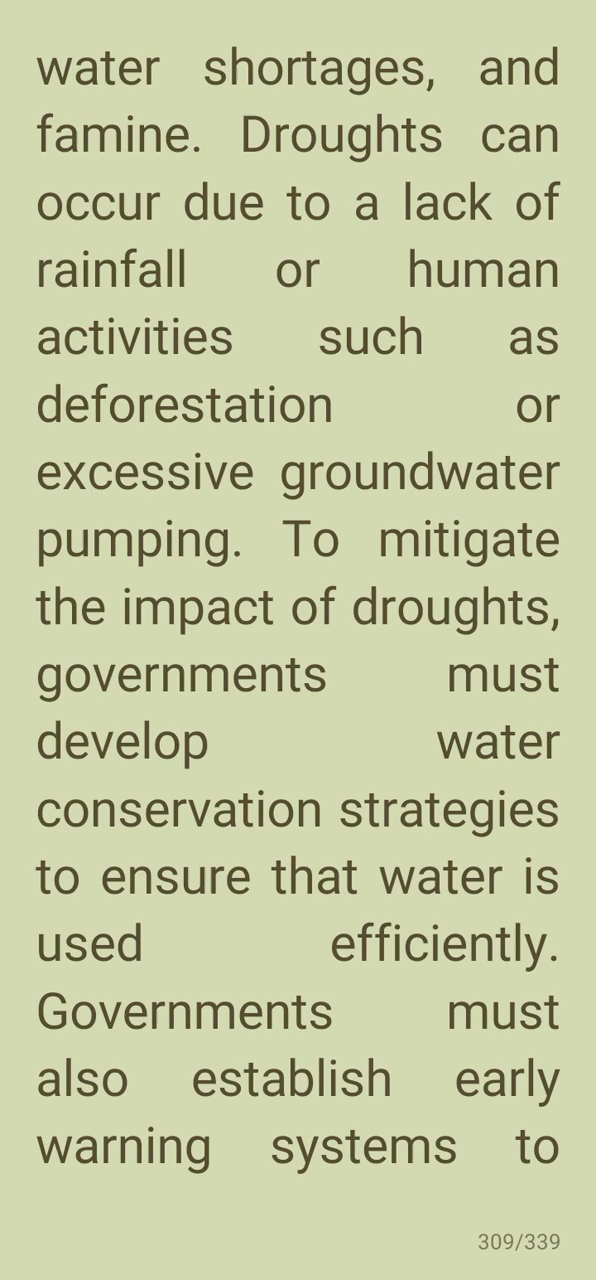 water shortages, and
famine. Droughts can
occur due to a lack of
rainfall or human
activities such as
deforestation or
excessive groundwater
pumping. To mitigate
the impact of droughts,
governments must
develop water
conservation strategies
to ensure that water is
used efficiently.
Governments must
also establish early
warning systems to
309/339